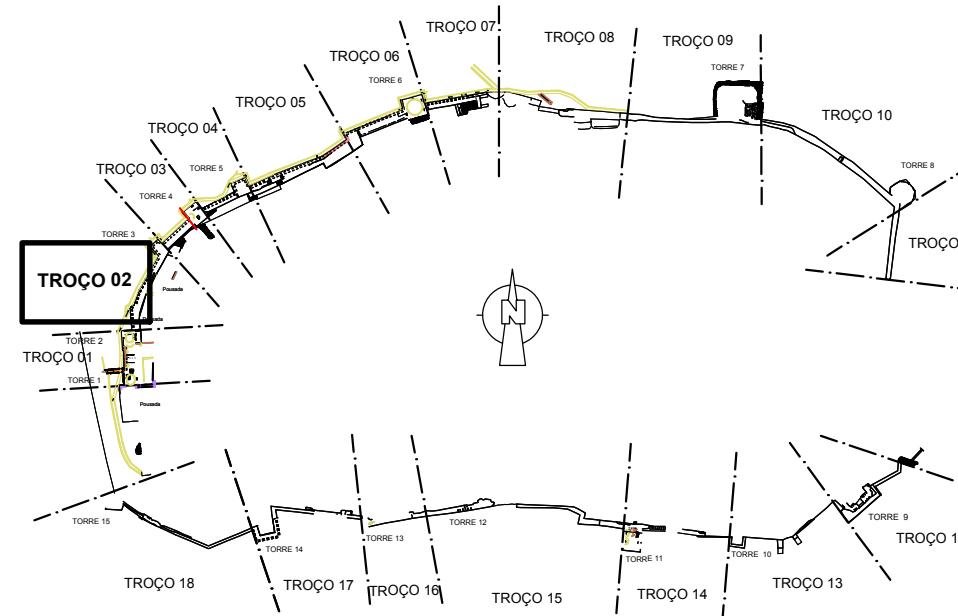 TROÇO 07
TROÇO 08
TROÇO 09
TROÇO 06
TORRE 7
TORRE 6
TROÇO 05
TROÇO 10
TROÇO 04
TORRE 8
TROÇO 03
TORRE 5
TORRE 4
TORRE 3
TROÇO
TROÇO 02
Pousada
N
TORRE 2
TROÇO 01
TORRE 1
Pousada
TORRE 15
TORRE 14
TORRE 13
TORRE 12
TORRE 11
TORRE 10
TORRE 9
TROÇO 1
TROÇO 18
TROÇO 17
TROÇO 16
TROÇO 15
TROÇO 14
TROÇO 13